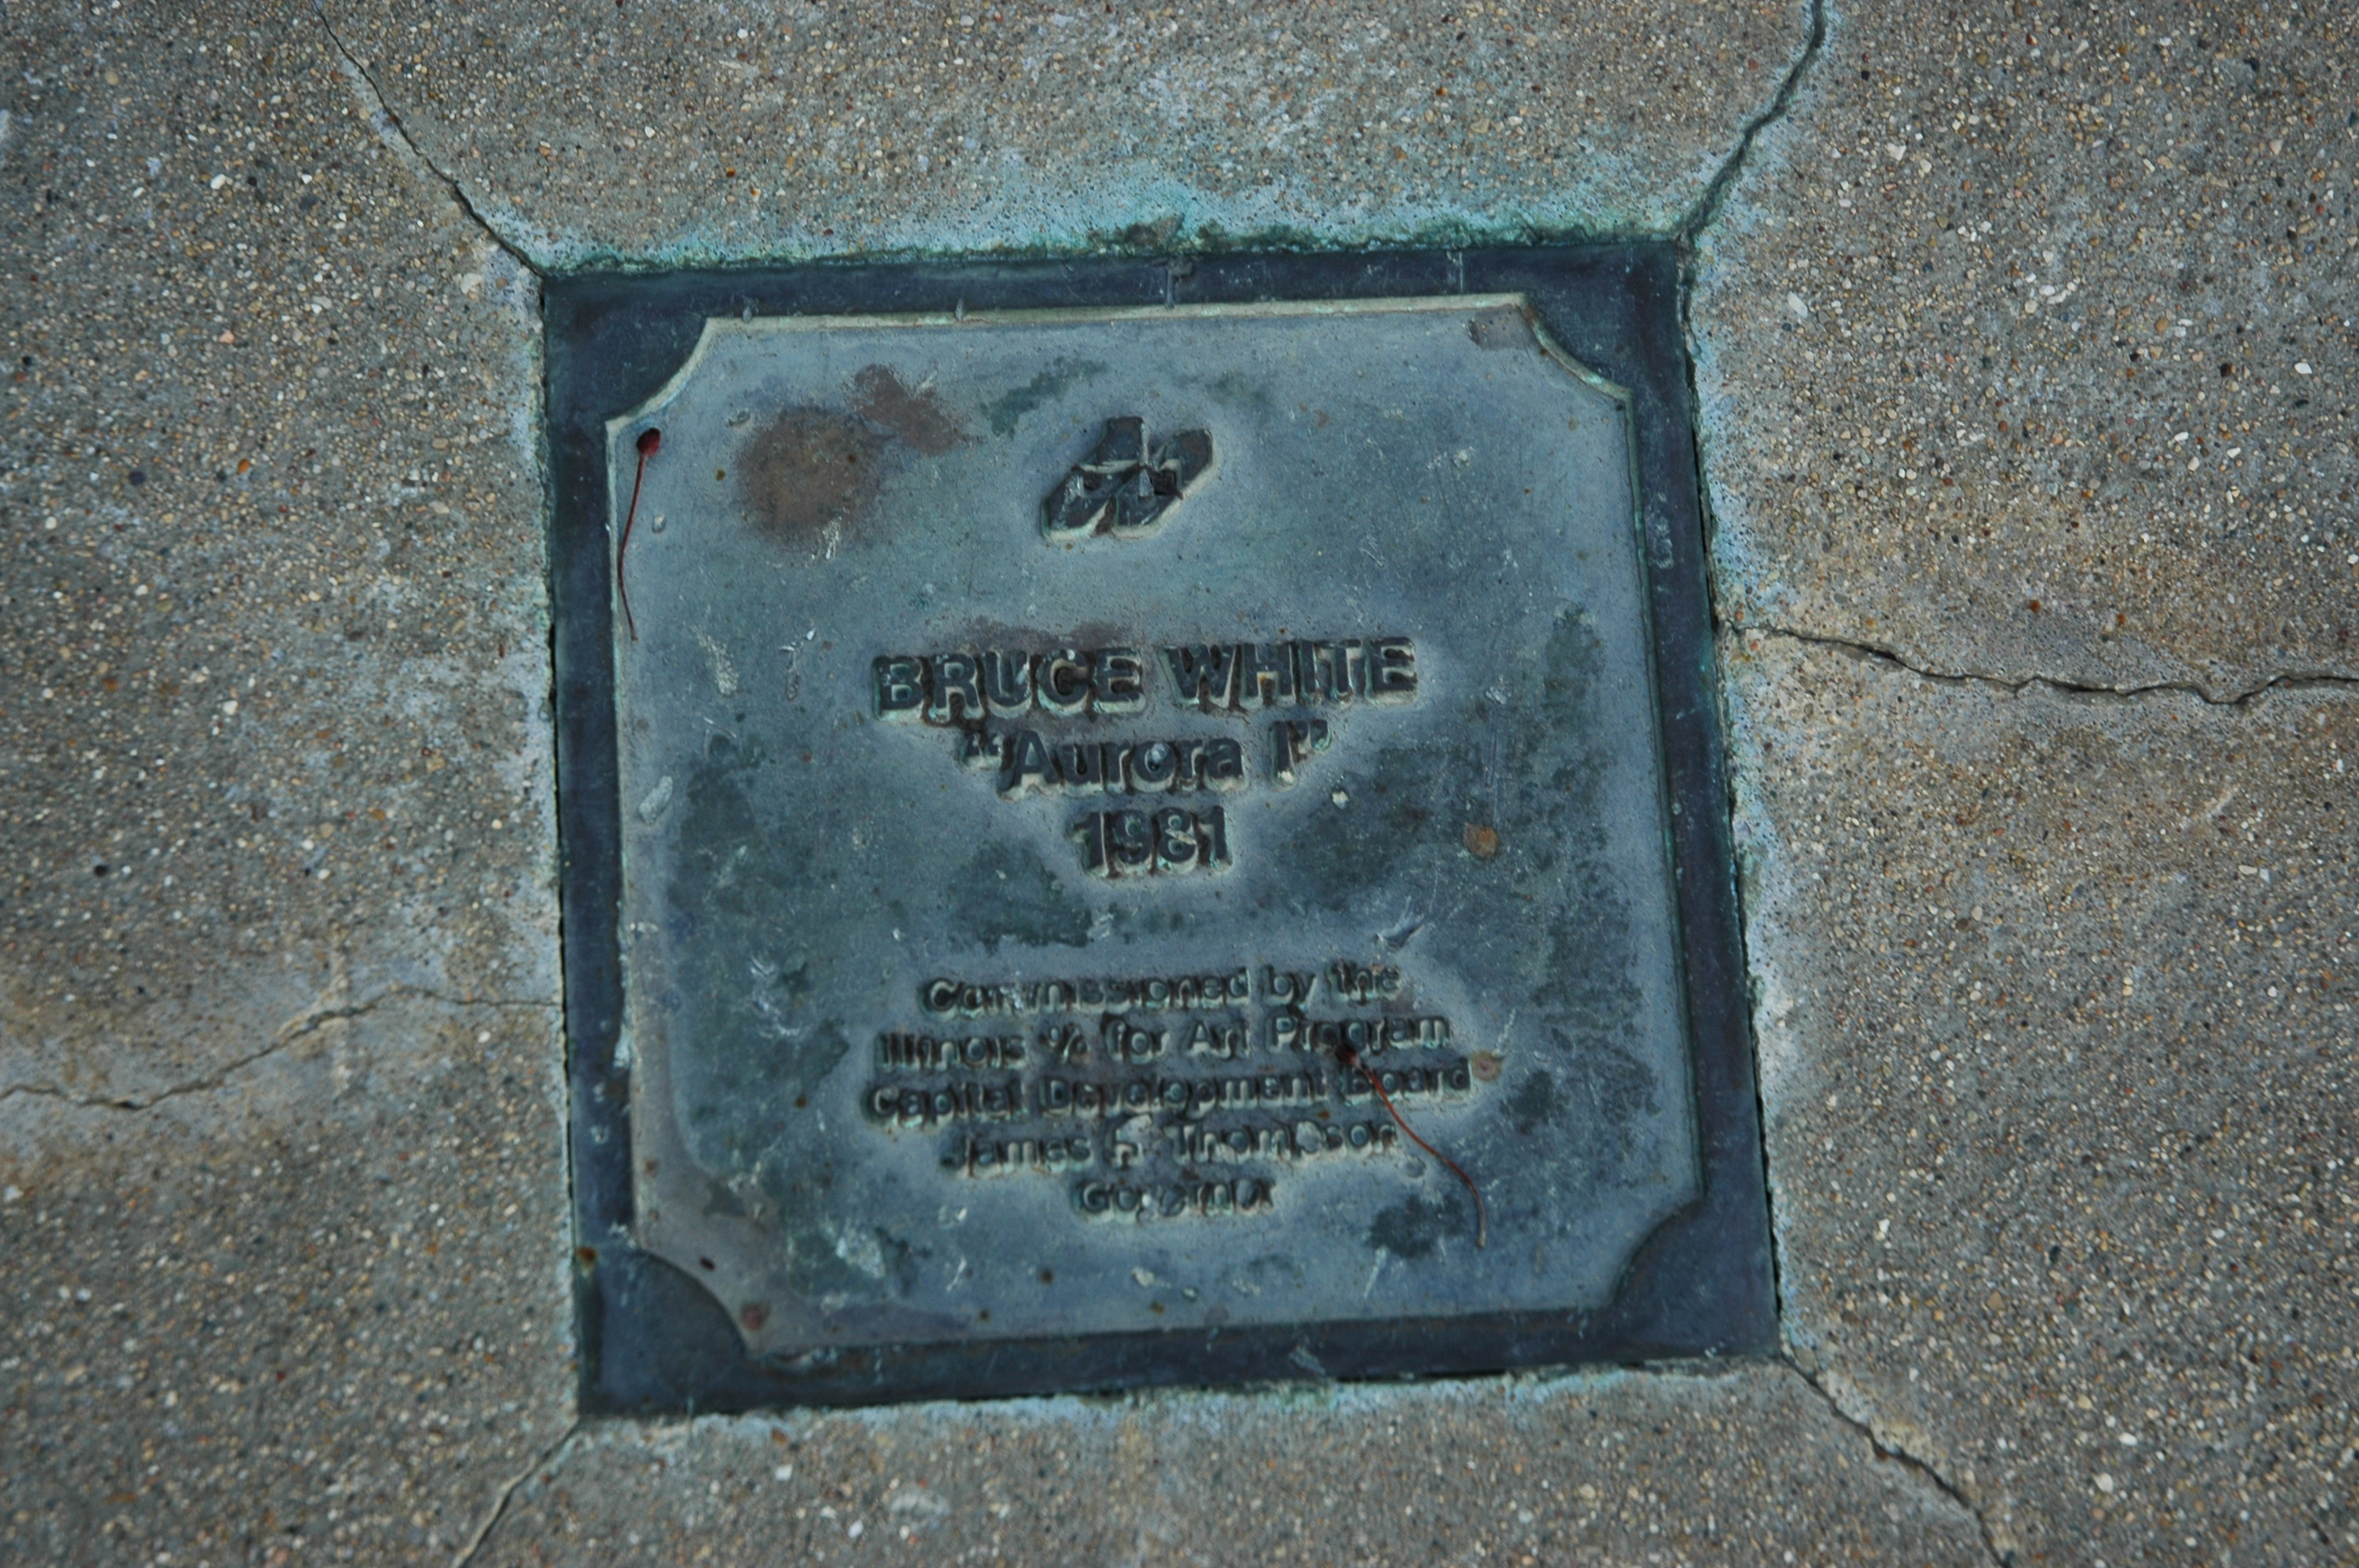 BRUCE WHITE
"Aurora I"
1981
Commissioned by the
Illinois % for Art Program
Capital Development Board
James R. Thompson
Governor